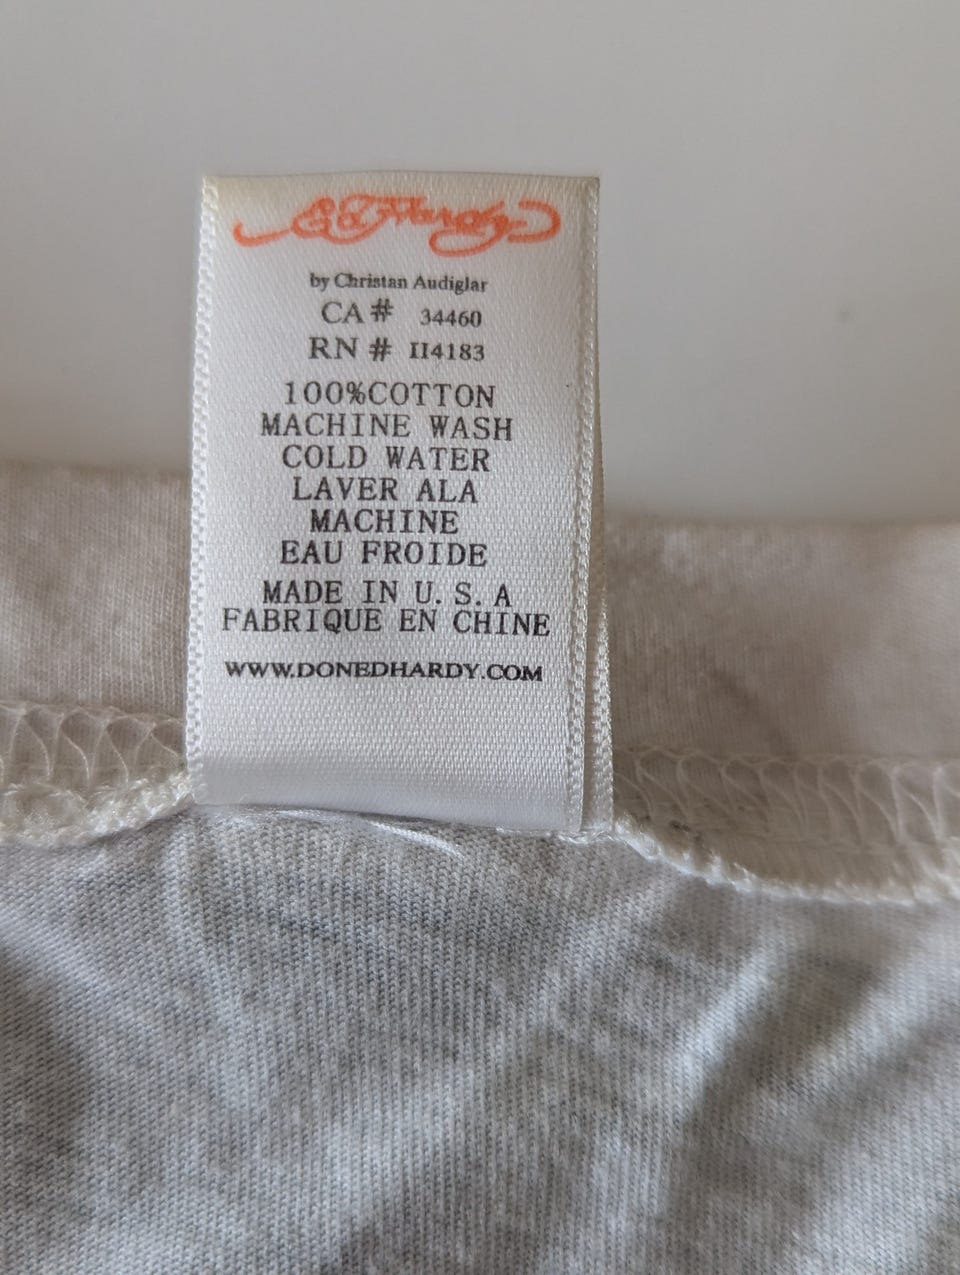 Ed Hardy
by Christan Audiglar
CA # 34460
RN # II4183
100%COTTON
MACHINE WASH
COLD WATER
LAVER ALA
MACHINE
EAU FROIDE
MADE IN U. S. A
FABRIQUE EN CHINE
WWW.DONEDHARDY.COM